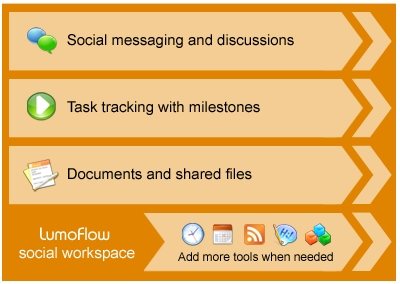 Social messaging and discussions
Task tracking with milestones
Documents and shared files
LumoFlow
social workspace
Hi!
Add more tools when needed